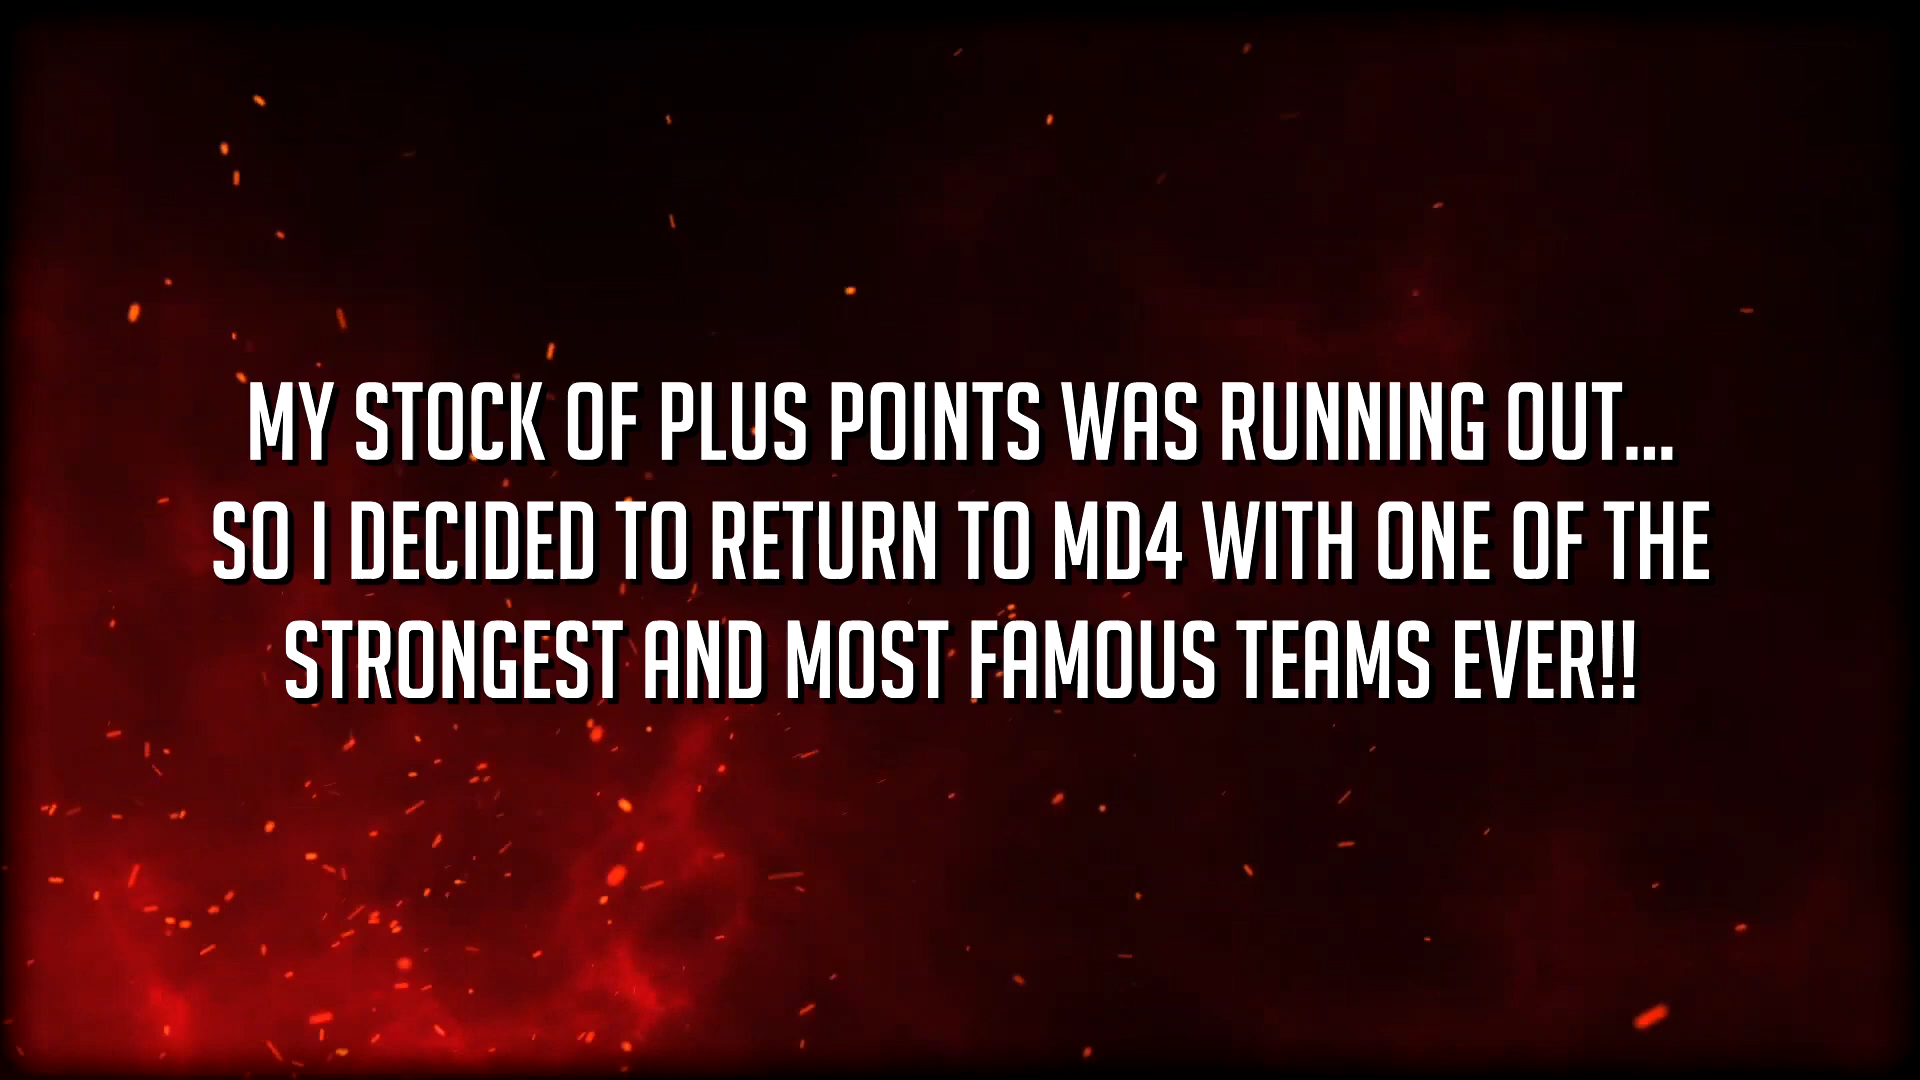 MY STOCK OF PLUS POINTS WAS RUNNING OUT...
SO I DECIDED TO RETURN TO MD4 WITH ONE OF THE
STRONGEST AND MOST FAMOUS TEAMS EVER!!